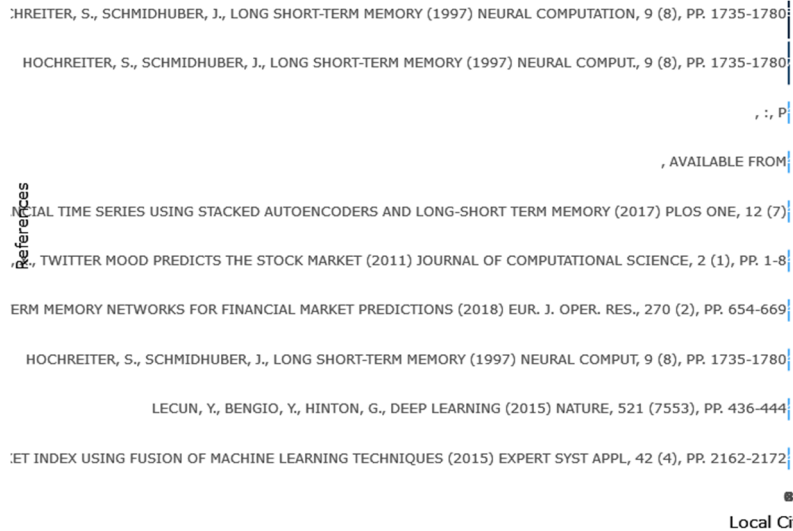 HREITER, S., SCHMIDHUBER, J., LONG SHORT-TERM MEMORY (1997) NEURAL COMPUTATION, 9 (8), PP. 1735-1780
HOCHREITER, S., SCHMIDHUBER, J., LONG SHORT-TERM MEMORY (1997) NEURAL COMPUT., 9 (8), PP. 1735-1780
, :, P
, AVAILABLE FROM
References
NCIAL TIME SERIES USING STACKED AUTOENCODERS AND LONG-SHORT TERM MEMORY (2017) PLOS ONE, 12 (7)
TWITTER MOOD PREDICTS THE STOCK MARKET (2011) JOURNAL OF COMPUTATIONAL SCIENCE, 2 (1), PP. 1-8
ERM MEMORY NETWORKS FOR FINANCIAL MARKET PREDICTIONS (2018) EUR. J. OPER. RES., 270 (2), PP. 654-669
HOCHREITER, S., SCHMIDHUBER, J., LONG SHORT-TERM MEMORY (1997) NEURAL COMPUT, 9 (8), PP. 1735-1780
LECUN, Y., BENGIO, Y., HINTON, G., DEEP LEARNING (2015) NATURE, 521 (7553), PP. 436-444
ET INDEX USING FUSION OF MACHINE LEARNING TECHNIQUES (2015) EXPERT SYST APPL, 42 (4), PP. 2162-2172
Local Ci